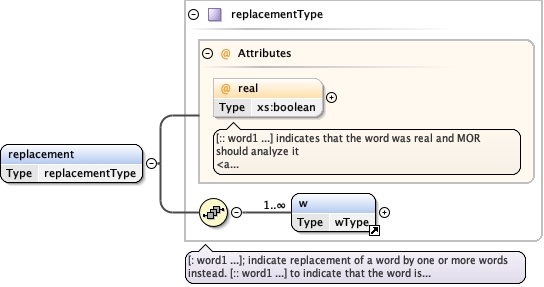 replacementType
@ Attributes
@ real
Type xs:boolean
[:: word1 ...] indicates that the word was real and MOR
should analyze it
<a...
replacement
Type replacementType
1..∞
w
Type wType
[: word1 ...]; indicate replacement of a word by one or more words
instead. [:: word1 ...] to indicate that the word is...